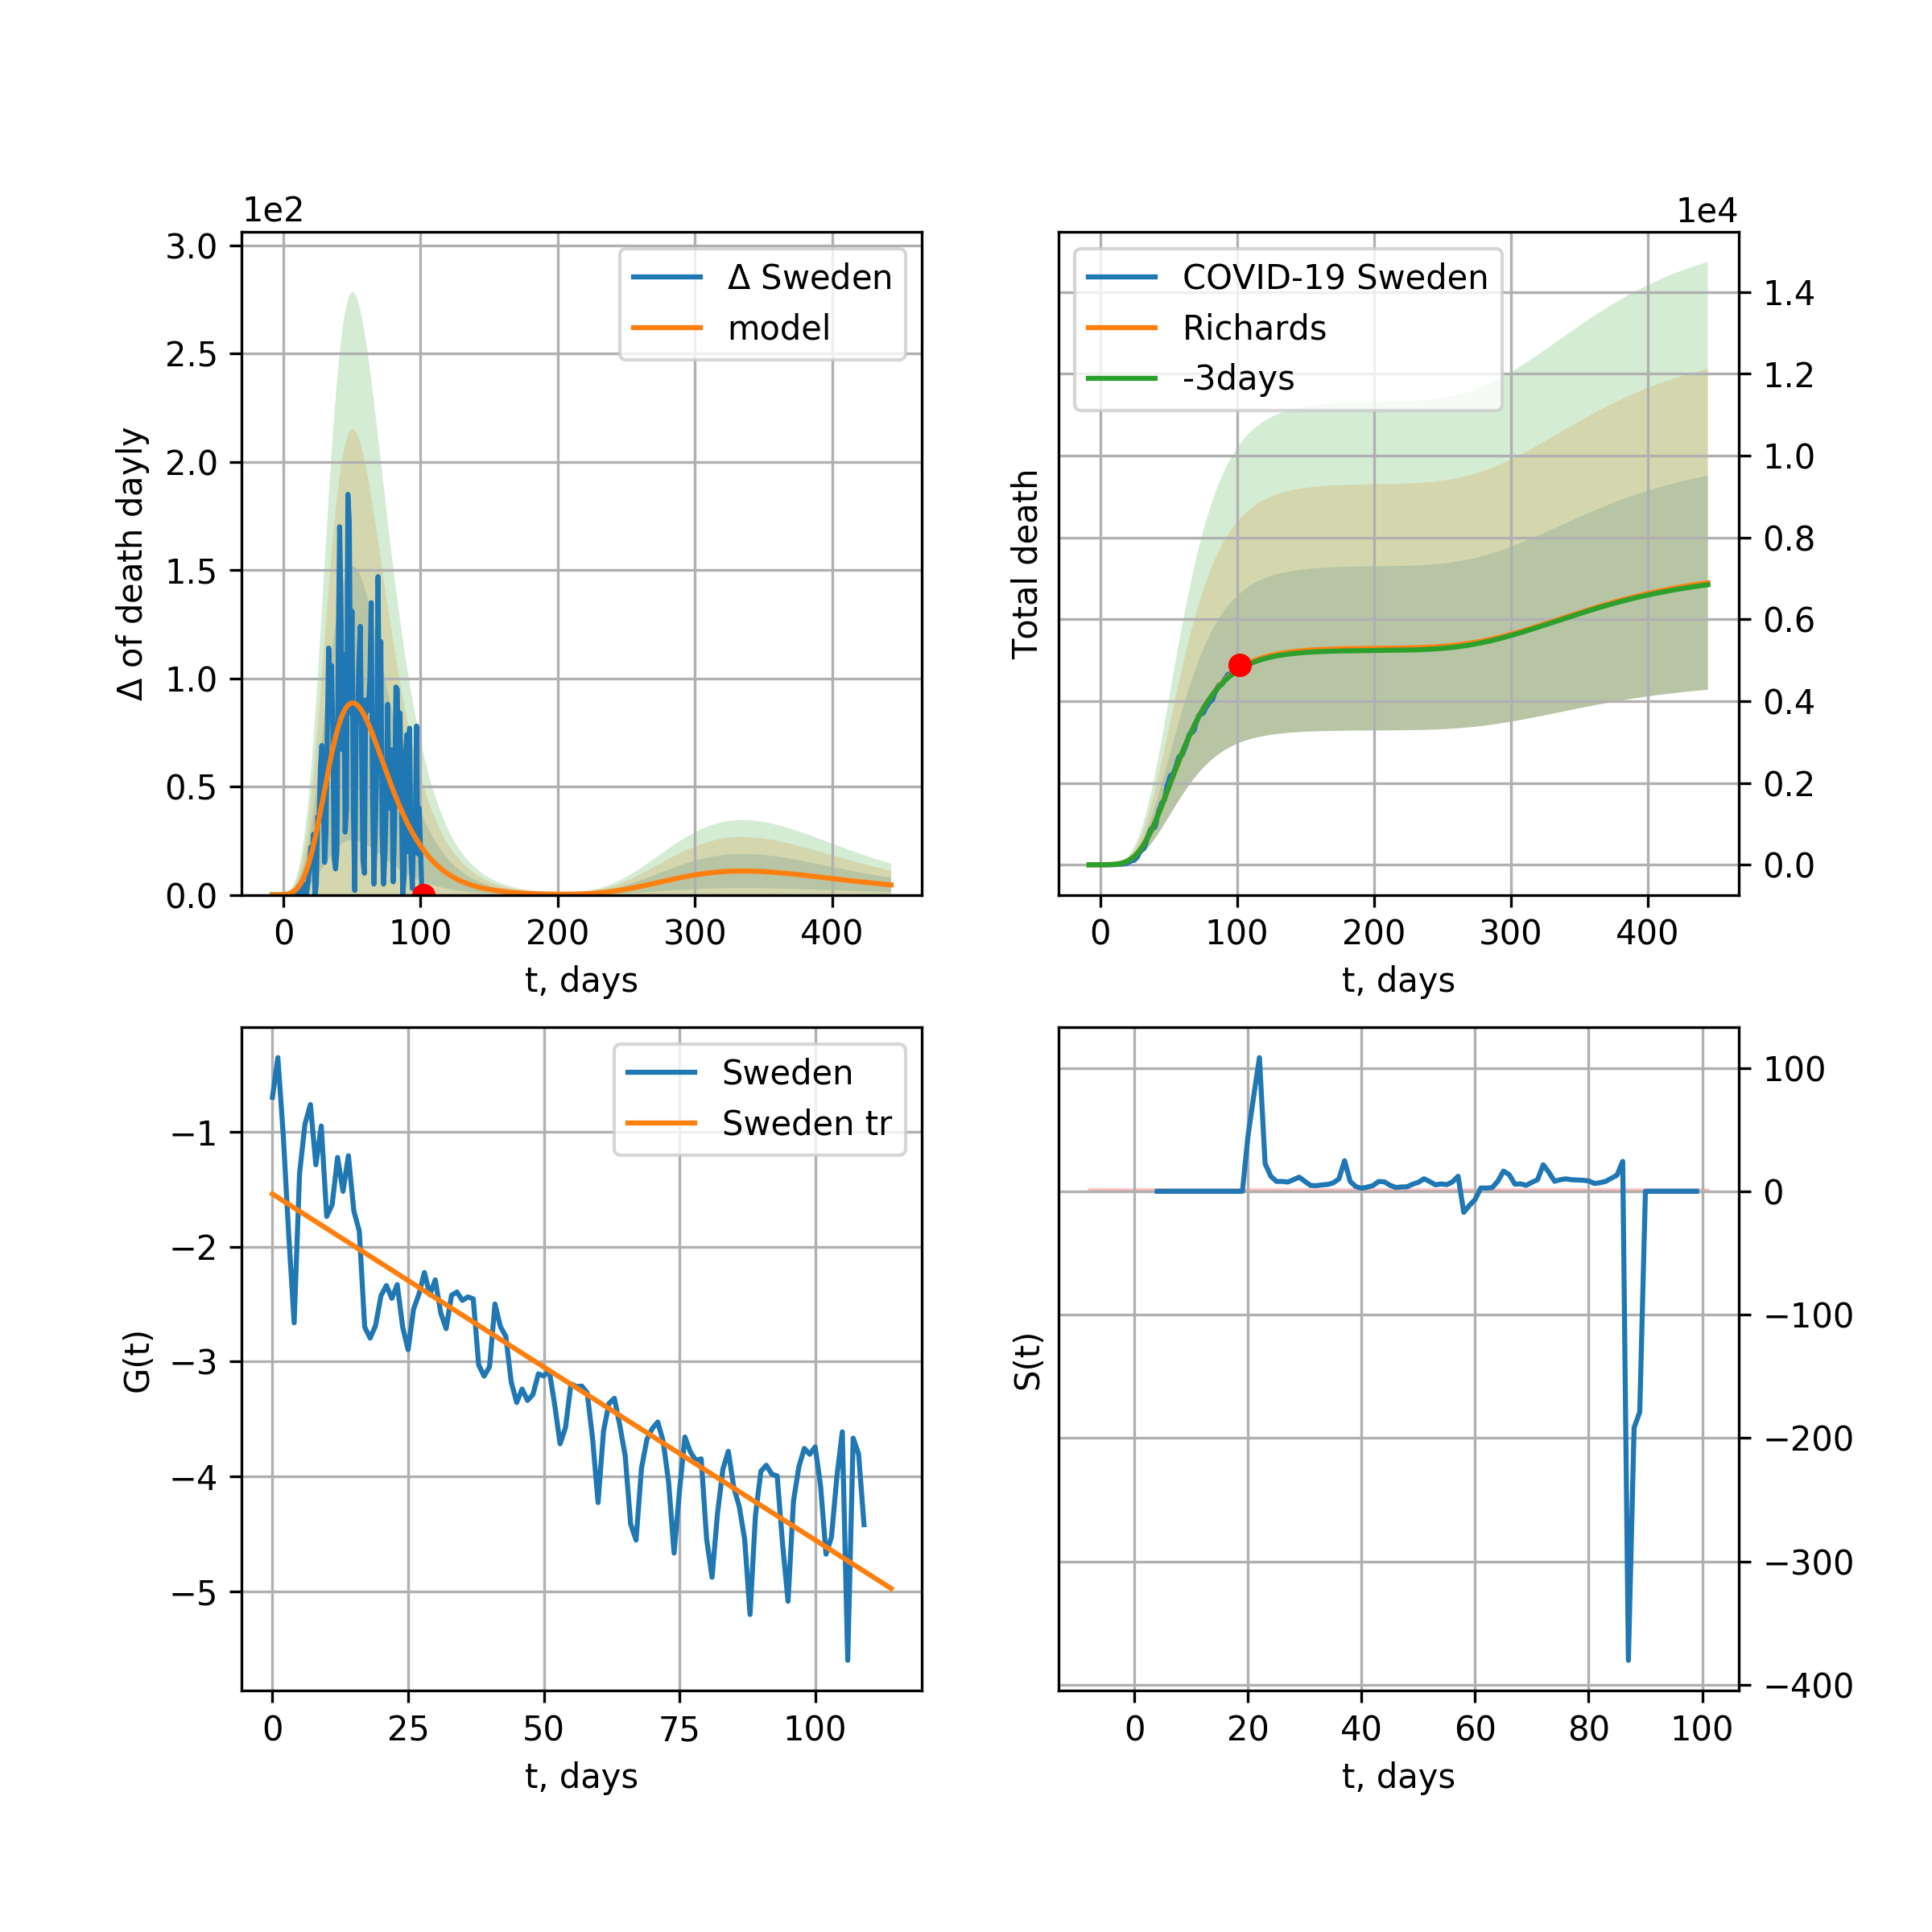 1e2
3.0
2.5
2.0
1.5
1.0
0.5
0.0
Δ of death dayly
Δ Sweden
model
0 100 200 300 400
t, days
1e4
COVID-19 Sweden
Richards
-3days
Total death
1.4
1.2
1.0
0.8
0.6
0.4
0.2
0.0
0 100 200 300 400
t, days
Sweden
Sweden tr
G(t)
−1
−2
−3
−4
−5
0 25 50 75 100
t, days
S(t)
100
0
−100
−200
−300
−400
0 20 40 60 80 100
t, days